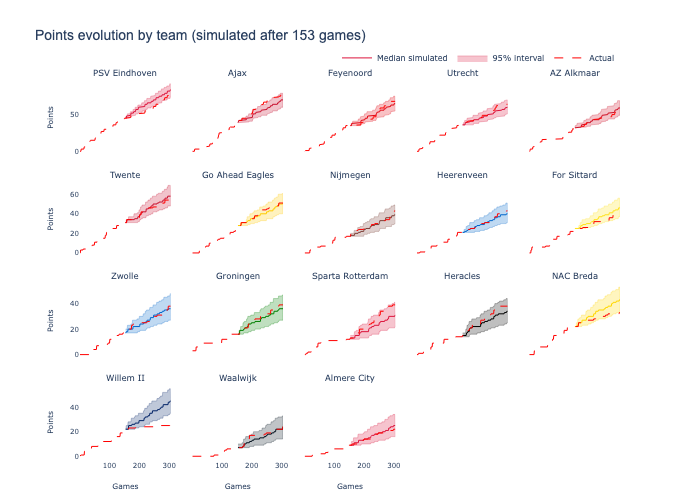 Points evolution by team (simulated after 153 games)
Median simulated 95% interval Actual
PSV Eindhoven Ajax Feyenoord Utrecht AZ Alkmaar
50
0
Points
Twente Go Ahead Eagles Nijmegen Heerenveen For Sittard
60
40
20
0
Points
Zwolle Groningen Sparta Rotterdam Heracles NAC Breda
40
20
0
Points
Willem II Waalwijk Almere City
40
20
0
Points
100 200 300 100 200 300 100 200 300
Games Games Games